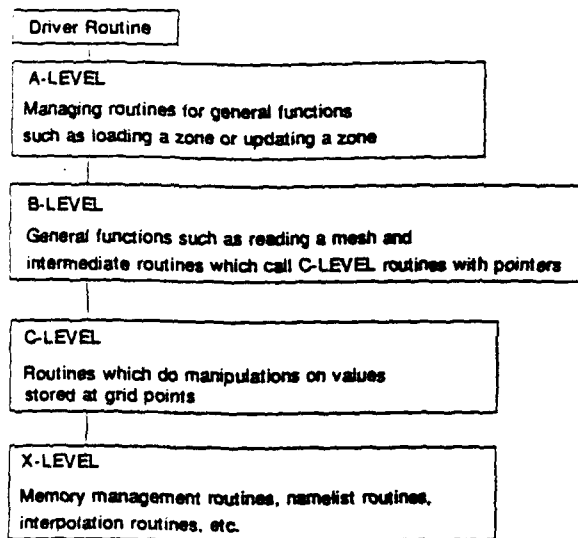 Driver Routine
A-LEVEL
Managing routines for general functions
such as loading a zone or updating a zone
B-LEVEL
General functions such as reading a mesh and
intermediate routines which call C-LEVEL routines with pointers
C-LEVEL
Routines which do manipulations on values
stored at grid points
X-LEVEL
Memory management routines, namelist routines,
interpolation routines, etc.